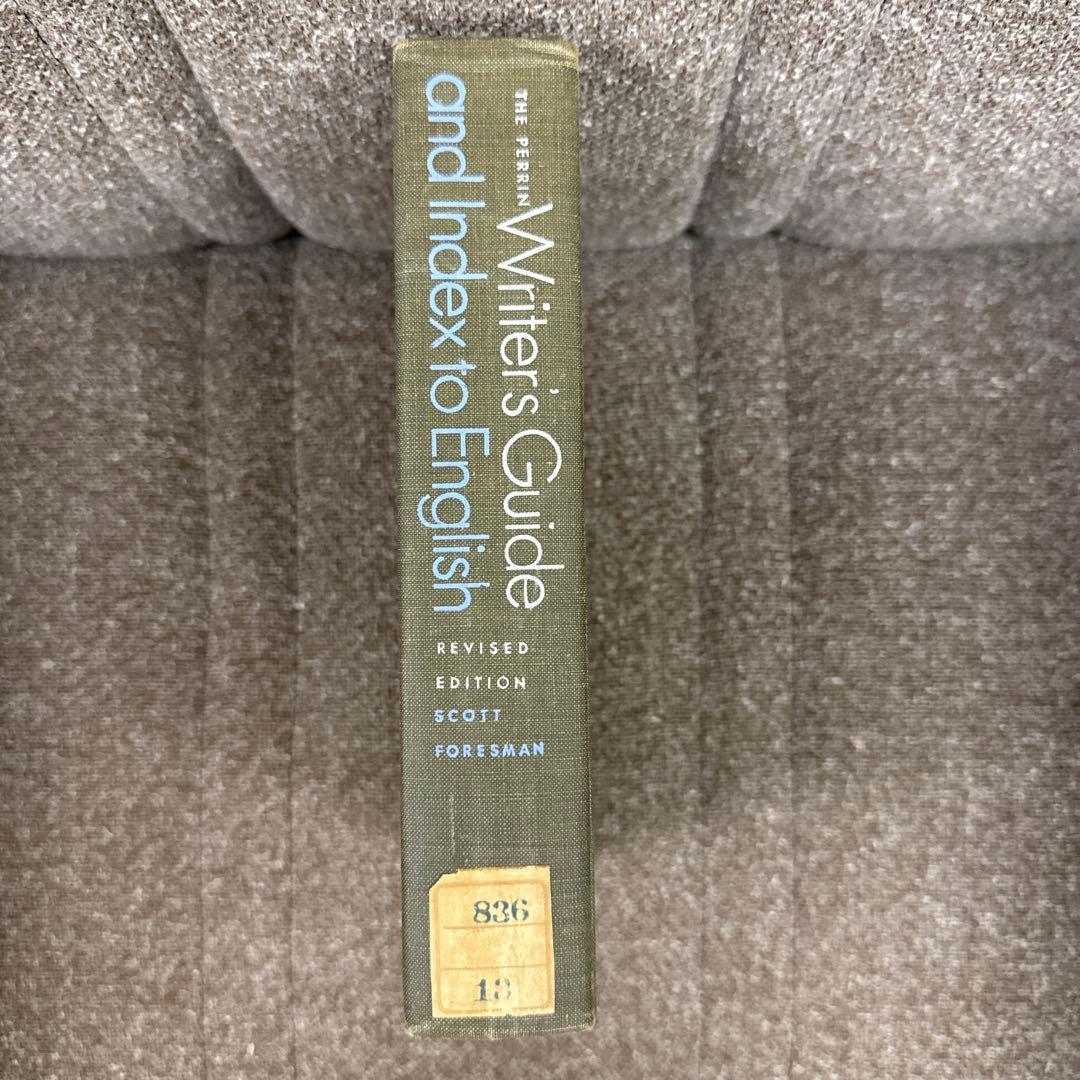 THE PERRIN Writer's Guide
and Index to English
REVISED
EDITION
SCOTT
FORESMAN
836
13